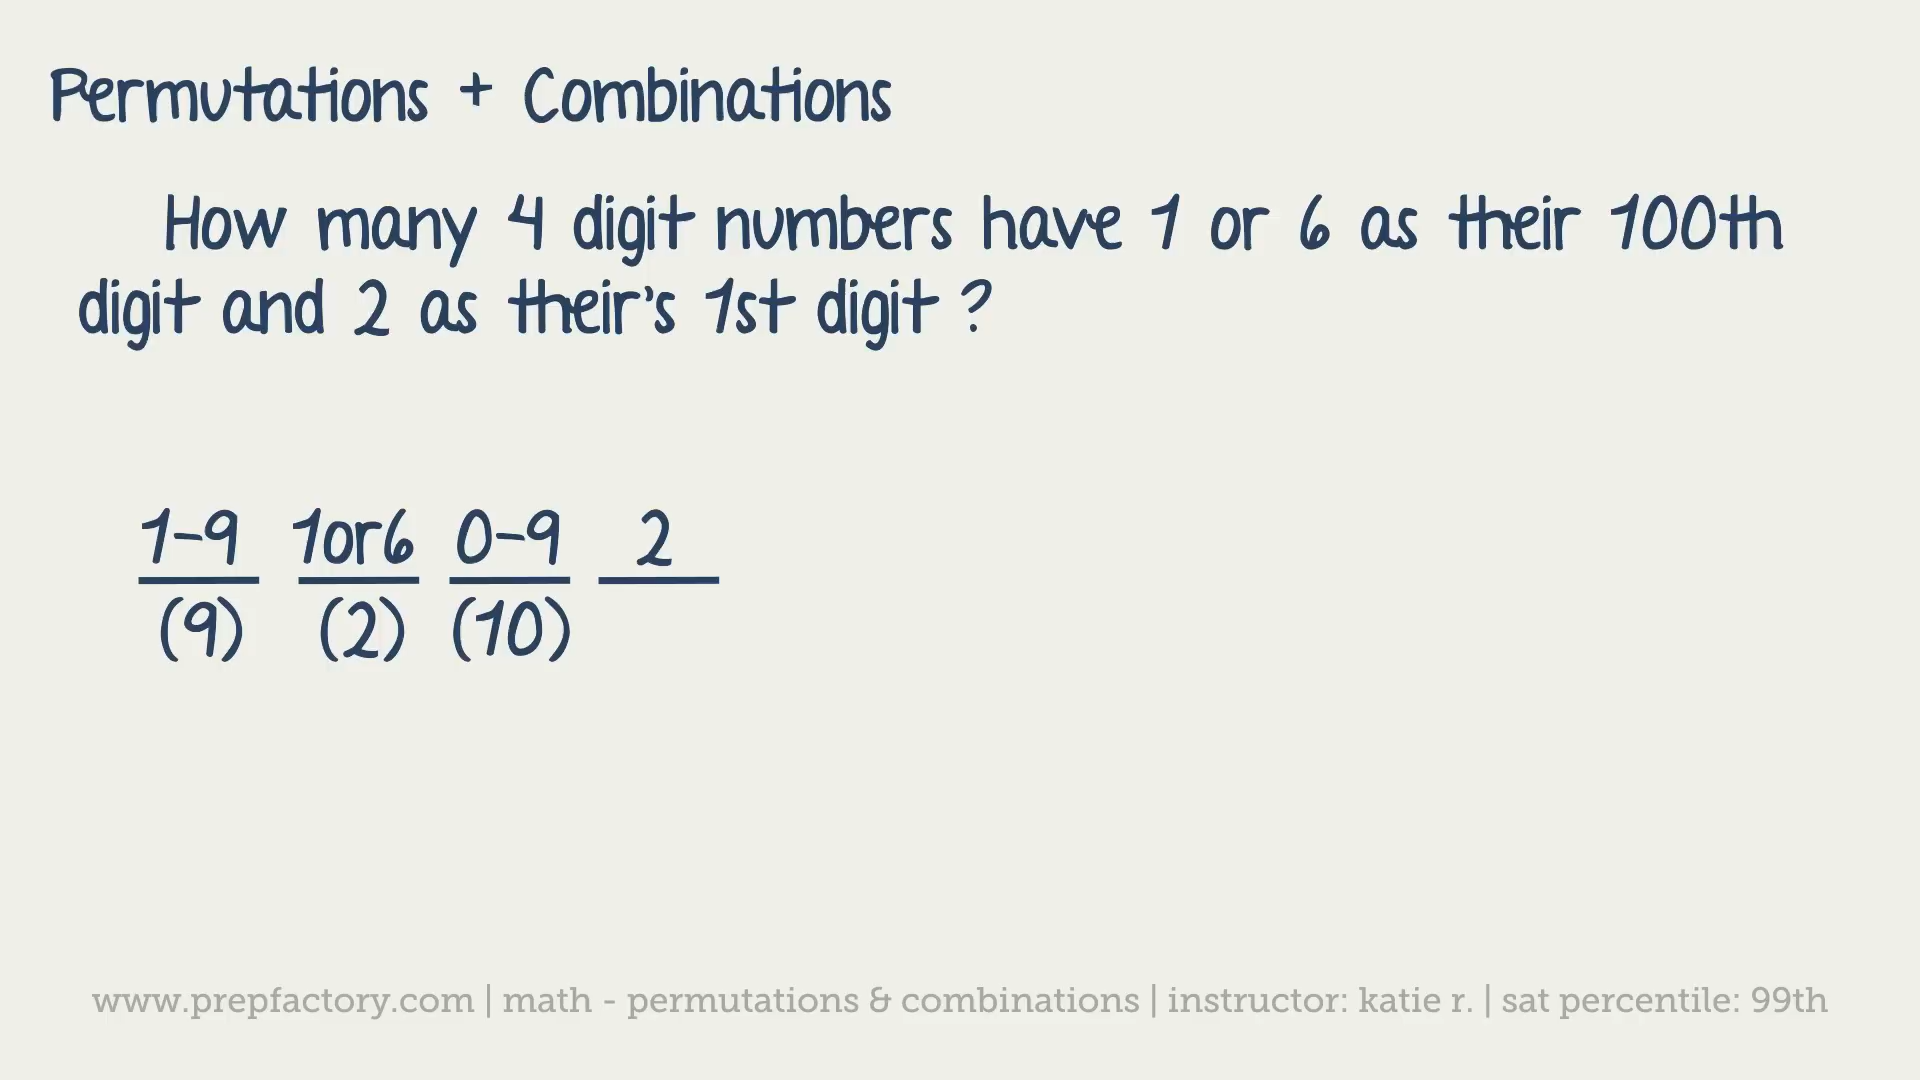 Permutations + Combinations
How many 4 digit numbers have 1 or 6 as their 100th
digit and 2 as their's 1st digit ?
1-9 1or6 0-9 2
(9) (2) (10)
www.prepfactory.com | math - permutations & combinations | instructor: katie r. | sat percentile: 99th